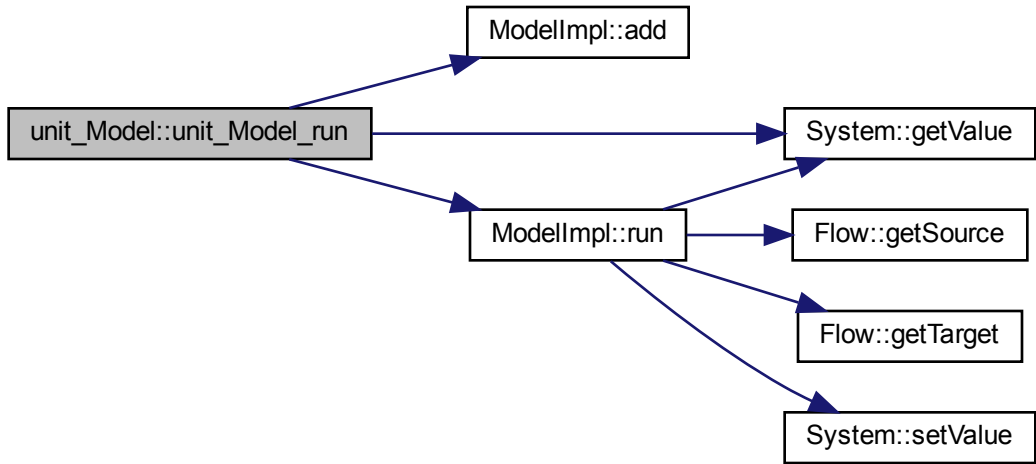 ModelImpl::add
unit_Model::unit_Model_run
System::getValue
ModelImpl::run
Flow::getSource
Flow::getTarget
System::setValue